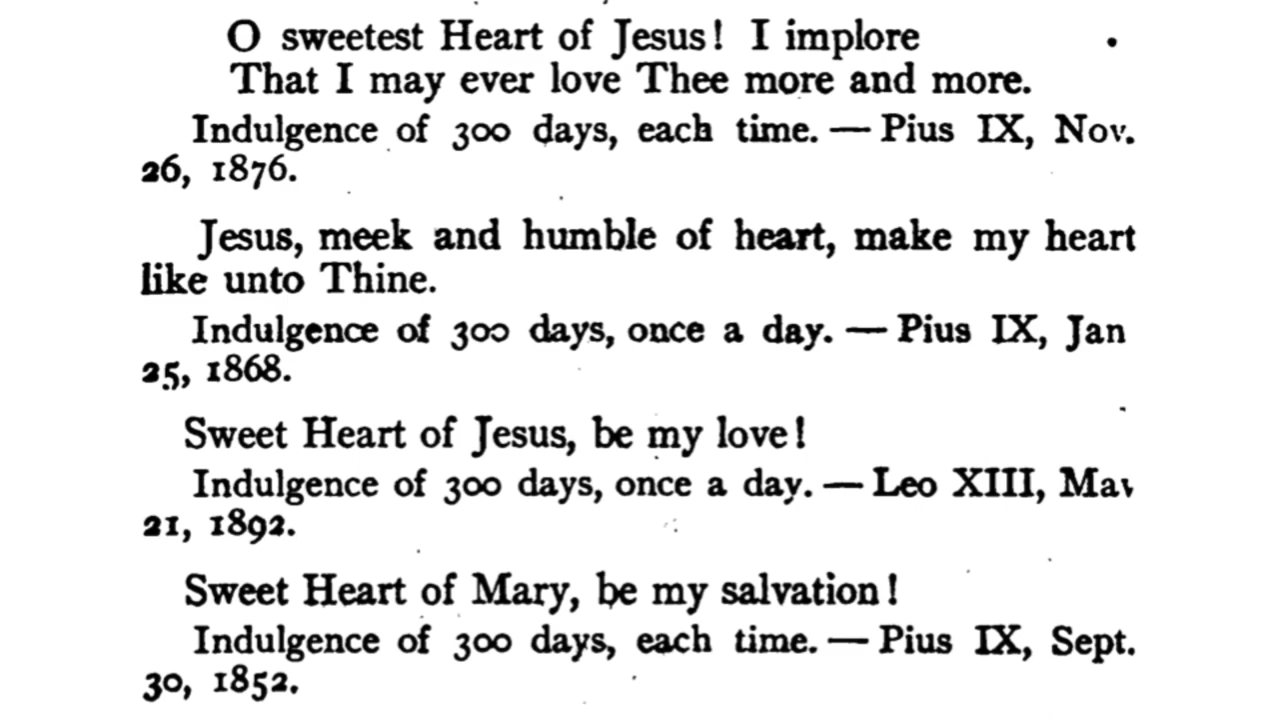 O sweetest Heart of Jesus! I implore
That I may ever love Thee more and more.
Indulgence of 300 days, each time. — Pius IX, Nov.
26, 1876.
Jesus, meek and humble of heart, make my heart
like unto Thine.
Indulgence of 300 days, once a day. — Pius IX, Jan
25, 1868.
Sweet Heart of Jesus, be my love!
Indulgence of 300 days, once a day. — Leo XIII, May
21, 1892.
Sweet Heart of Mary, be my salvation!
Indulgence of 300 days, each time. — Pius IX, Sept.
30, 1852.